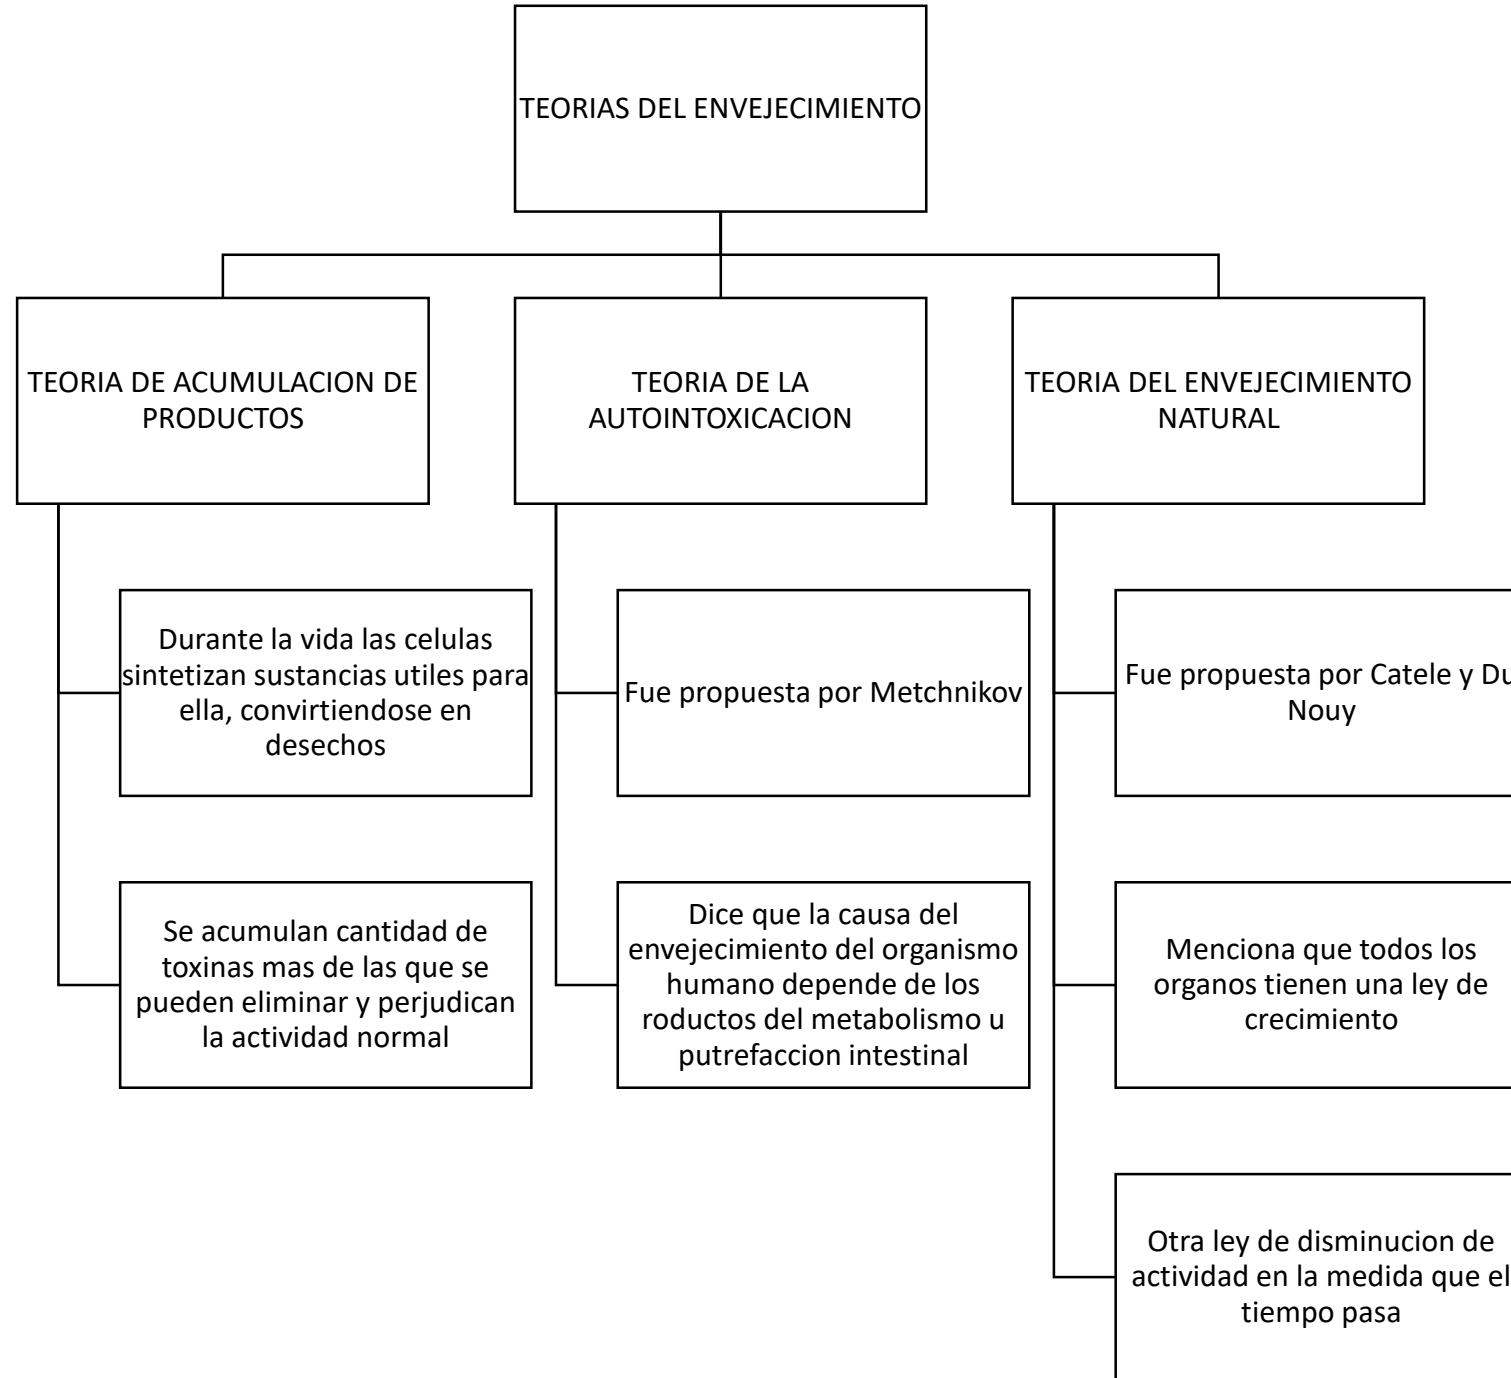 TEORIAS DEL ENVEJECIMIENTO
TEORIA DE ACUMULACION DE
PRODUCTOS
Durante la vida las celulas
sintetizan sustancias utiles para
ella, convirtiendose en
desechos
Se acumulan cantidad de
toxinas mas de las que se
pueden eliminar y perjudican
la actividad normal
TEORIA DE LA
AUTOINTOXICACION
Fue propuesta por Metchnikov
Dice que la causa del
envejecimiento del organismo
humano depende de los
roductos del metabolismo u
putrefaccion intestinal
TEORIA DEL ENVEJECIMIENTO
NATURAL
Fue propuesta por Catele y Du
Nouy
Menciona que todos los
organos tienen una ley de
crecimiento
Otra ley de disminucion de
actividad en la medida que el
tiempo pasa